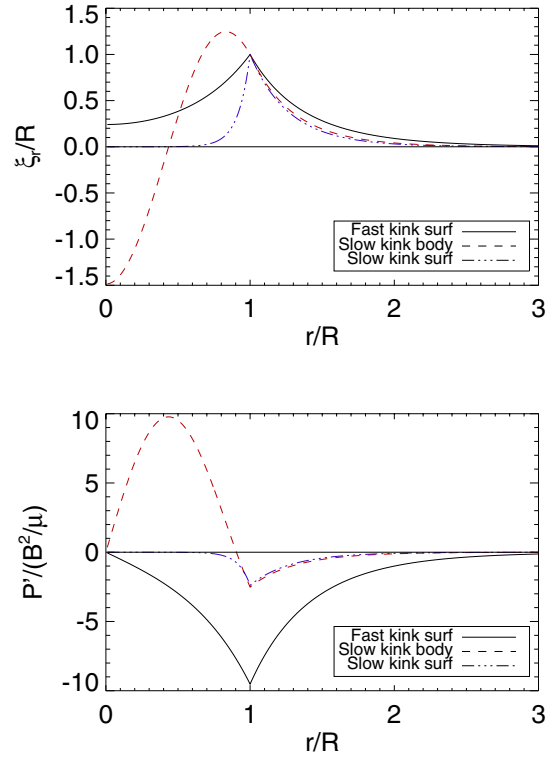 1.5
1.0
0.5
0.0
-0.5
-1.0
-1.5
ξr/R
Fast kink surf
Slow kink body
Slow kink surf
0 1 2 3
r/R
10
5
0
-5
-10
P'/(B²/μ)
Fast kink surf
Slow kink body
Slow kink surf
0 1 2 3
r/R